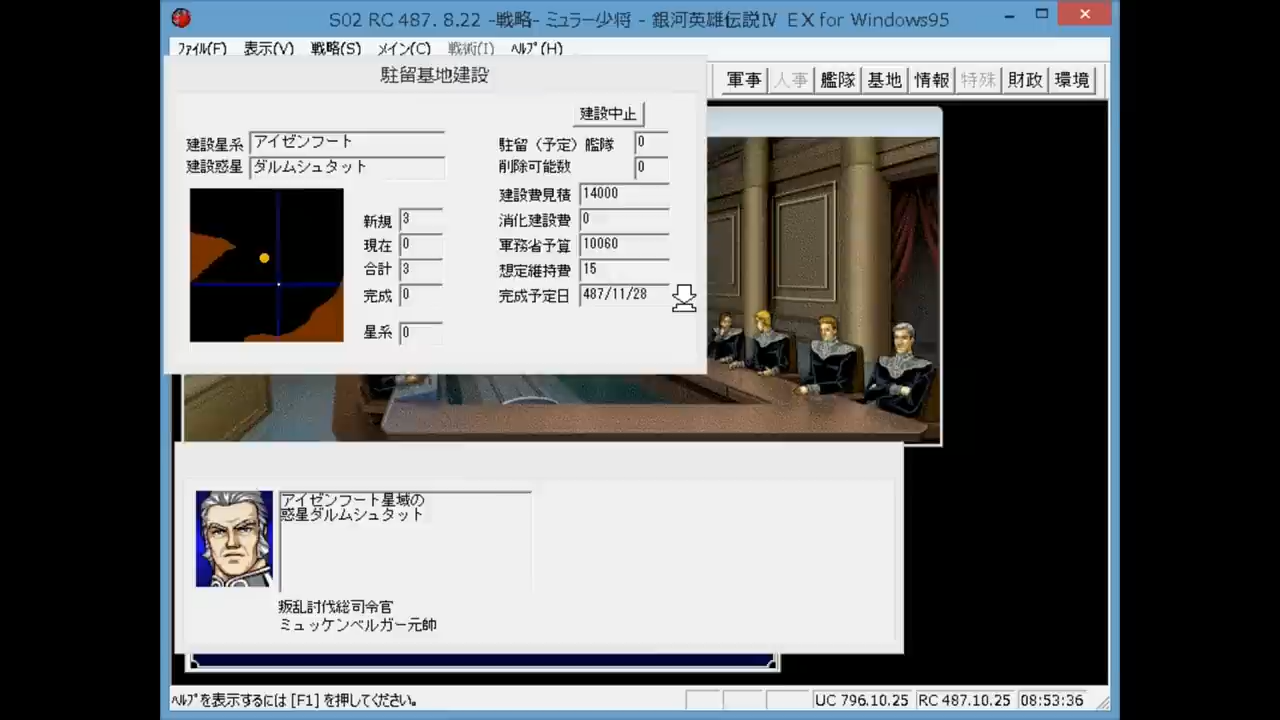 S02 RC 487. 8.22 -戦略- ミュラー少将 - 銀河英雄伝説Ⅳ EX for Windows95
ﾌｧｲﾙ(F) 表示(V) 戦略(S) メイン(C) 戦術(I) ﾍﾙﾌﾟ(H)
軍事 人事 艦隊 基地 情報 特殊 財政 環境
駐留基地建設
建設中止
建設星系 アイゼンフート
建設惑星 ダルムシュタット
新規 3
現在 0
合計 3
完成 0
星系 0
駐留（予定）艦隊 0
削除可能数 0
建設費見積 14000
消化建設費 0
軍務省予算 10060
想定維持費 15
完成予定日 487/11/28
アイゼンフート星域の
惑星ダルムシュタット
叛乱討伐総司令官
ミュッケンベルガー元帥
ﾍﾙﾌﾟを表示するには [F1] を押してください。
UC 796.10.25 RC 487.10.25 08:53:36